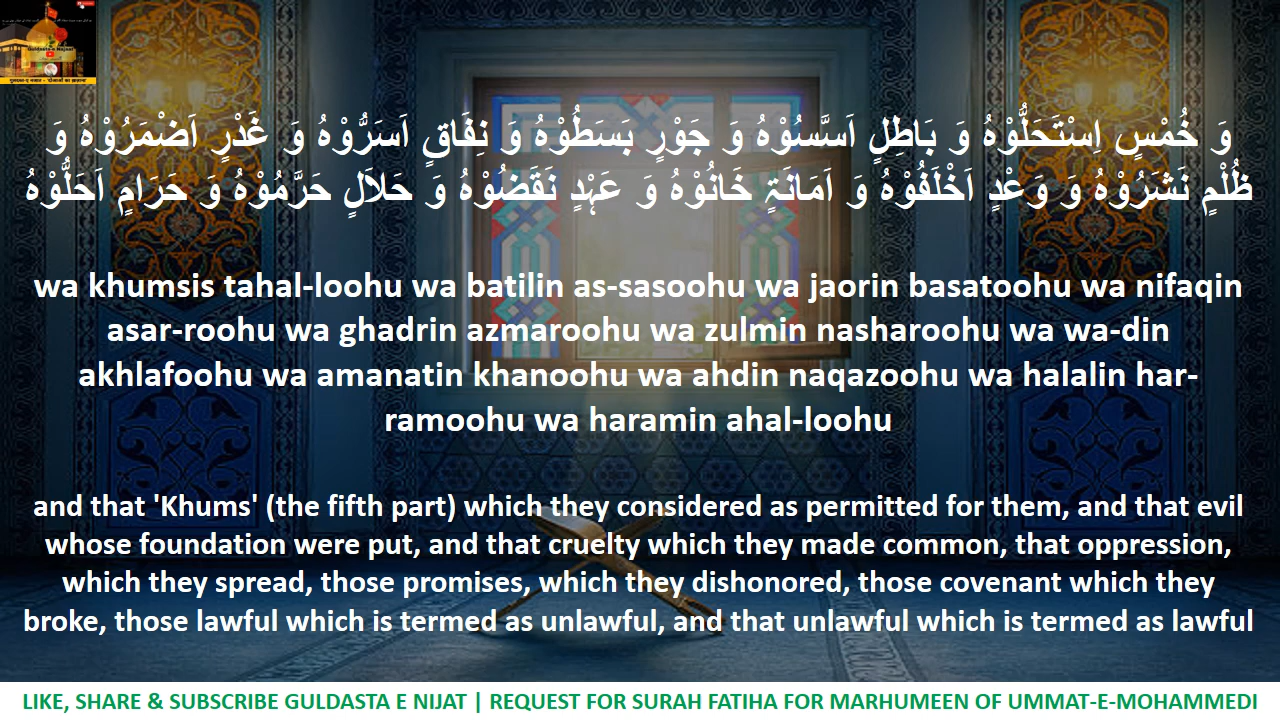 Guldasta-e Nejaat
وَ خُمْسٍ اِسْتَحَلُّوْهُ وَ بَاطِلٍ اَسَّسُوْهُ وَ جَوْرٍ بَسَطُوْهُ وَ نِفَاقٍ اَسَرُّوْهُ وَ غَدْرٍ اَضْمَرُوْهُ وَ
ظُلْمٍ نَشَرُوْهُ وَ وَعْدٍ اَخْلَفُوْهُ وَ اَمَانَۃٍ خَانُوْهُ وَ عَہْدٍ نَقَضُوْهُ وَ حَلاَلٍ حَرَّمُوْهُ وَ حَرَامٍ اَحَلُّوْهُ
wa khumsis tahal-loohu wa batilin as-sasoohu wa jaorin basatoohu wa nifaqin
asar-roohu wa ghadrin azmaroohu wa zulmin nasharoohu wa wa-din
akhlafoohu wa amanatin khanoohu wa ahdin naqazoohu wa halalin har-
ramoohu wa haramin ahal-loohu
and that 'Khums' (the fifth part) which they considered as permitted for them, and that evil
whose foundation were put, and that cruelty which they made common, that oppression,
which they spread, those promises, which they dishonored, those covenant which they
broke, those lawful which is termed as unlawful, and that unlawful which is termed as lawful
LIKE, SHARE & SUBSCRIBE GULDASTA E NIJAT | REQUEST FOR SURAH FATIHA FOR MARHUMEEN OF UMMAT-E-MOHAMMEDI